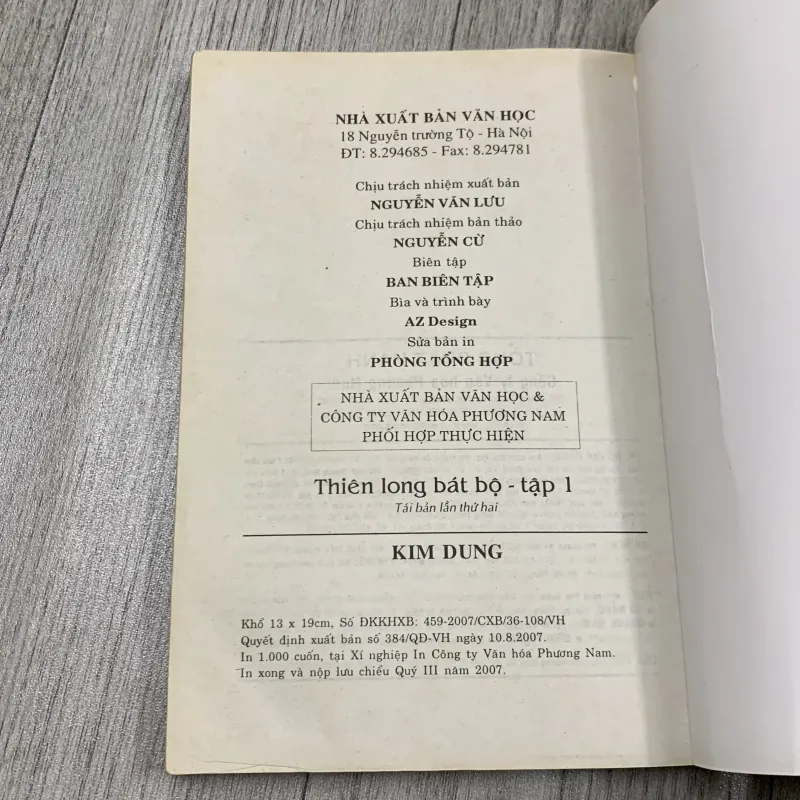 NHÀ XUẤT BẢN VĂN HỌC
18 Nguyễn trường Tộ - Hà Nội
ĐT: 8.294685 - Fax: 8.294781
Chịu trách nhiệm xuất bản
NGUYỄN VĂN LƯU
Chịu trách nhiệm bản thảo
NGUYỄN CỪ
Biên tập
BAN BIÊN TẬP
Bìa và trình bày
AZ Design
Sửa bản in
PHÒNG TỔNG HỢP
NHÀ XUẤT BẢN VĂN HỌC &
CÔNG TY VĂN HÓA PHƯƠNG NAM
PHỐI HỢP THỰC HIỆN
Thiên long bát bộ - tập 1
Tái bản lần thứ hai
KIM DUNG
Khổ 13 x 19cm, Số ĐKKHXB: 459-2007/CXB/36-108/VH
Quyết định xuất bản số 384/QĐ-VH ngày 10.8.2007.
In 1.000 cuốn, tại Xí nghiệp In Công ty Văn hóa Phương Nam.
In xong và nộp lưu chiểu Quý III năm 2007.